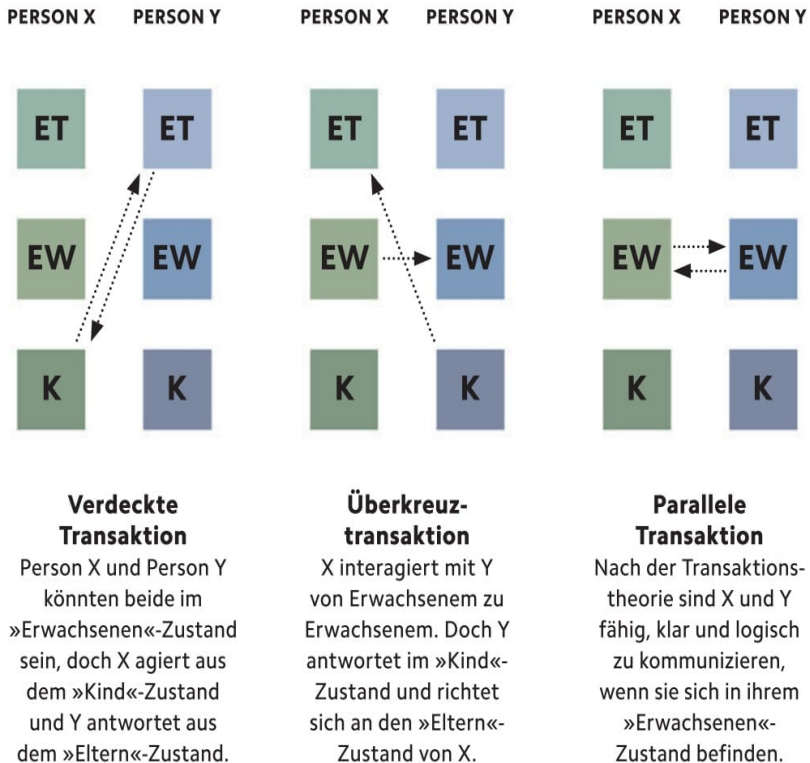 PERSON X PERSON Y
ET ET
EW EW
K K
Verdeckte
Transaktion
Person X und Person Y
könnten beide im
»Erwachsenen«-Zustand
sein, doch X agiert aus
dem »Kind«-Zustand
und Y antwortet aus
dem »Eltern«-Zustand.
PERSON X PERSON Y
ET ET
EW EW
K K
Überkreuz-
transaktion
X interagiert mit Y
von Erwachsenem zu
Erwachsenem. Doch Y
antwortet im »Kind«-
Zustand und richtet
sich an den »Eltern«-
Zustand von X.
PERSON X PERSON Y
ET ET
EW EW
K K
Parallele
Transaktion
Nach der Transaktions-
theorie sind X und Y
fähig, klar und logisch
zu kommunizieren,
wenn sie sich in ihrem
»Erwachsenen«-
Zustand befinden.